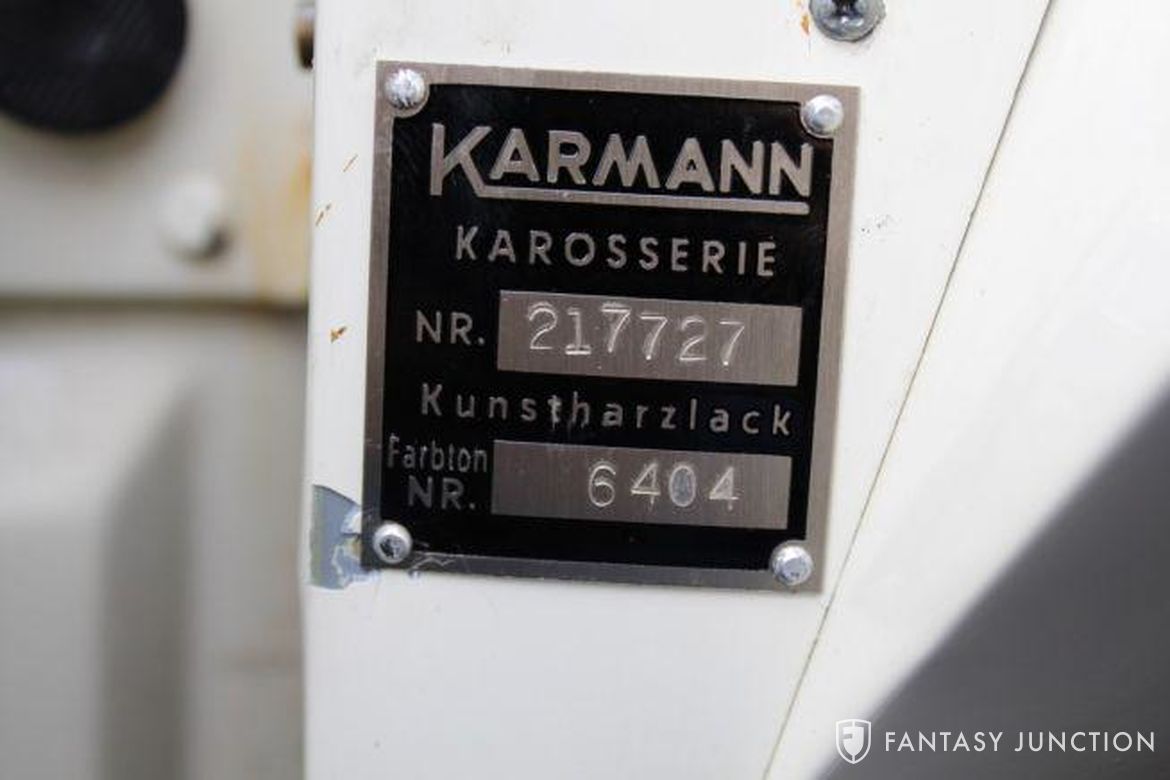 KARMANN
KAROSSERIE
NR. 217727
Kunstharzlack
Farbton
NR. 6404
FANTASY JUNCTION